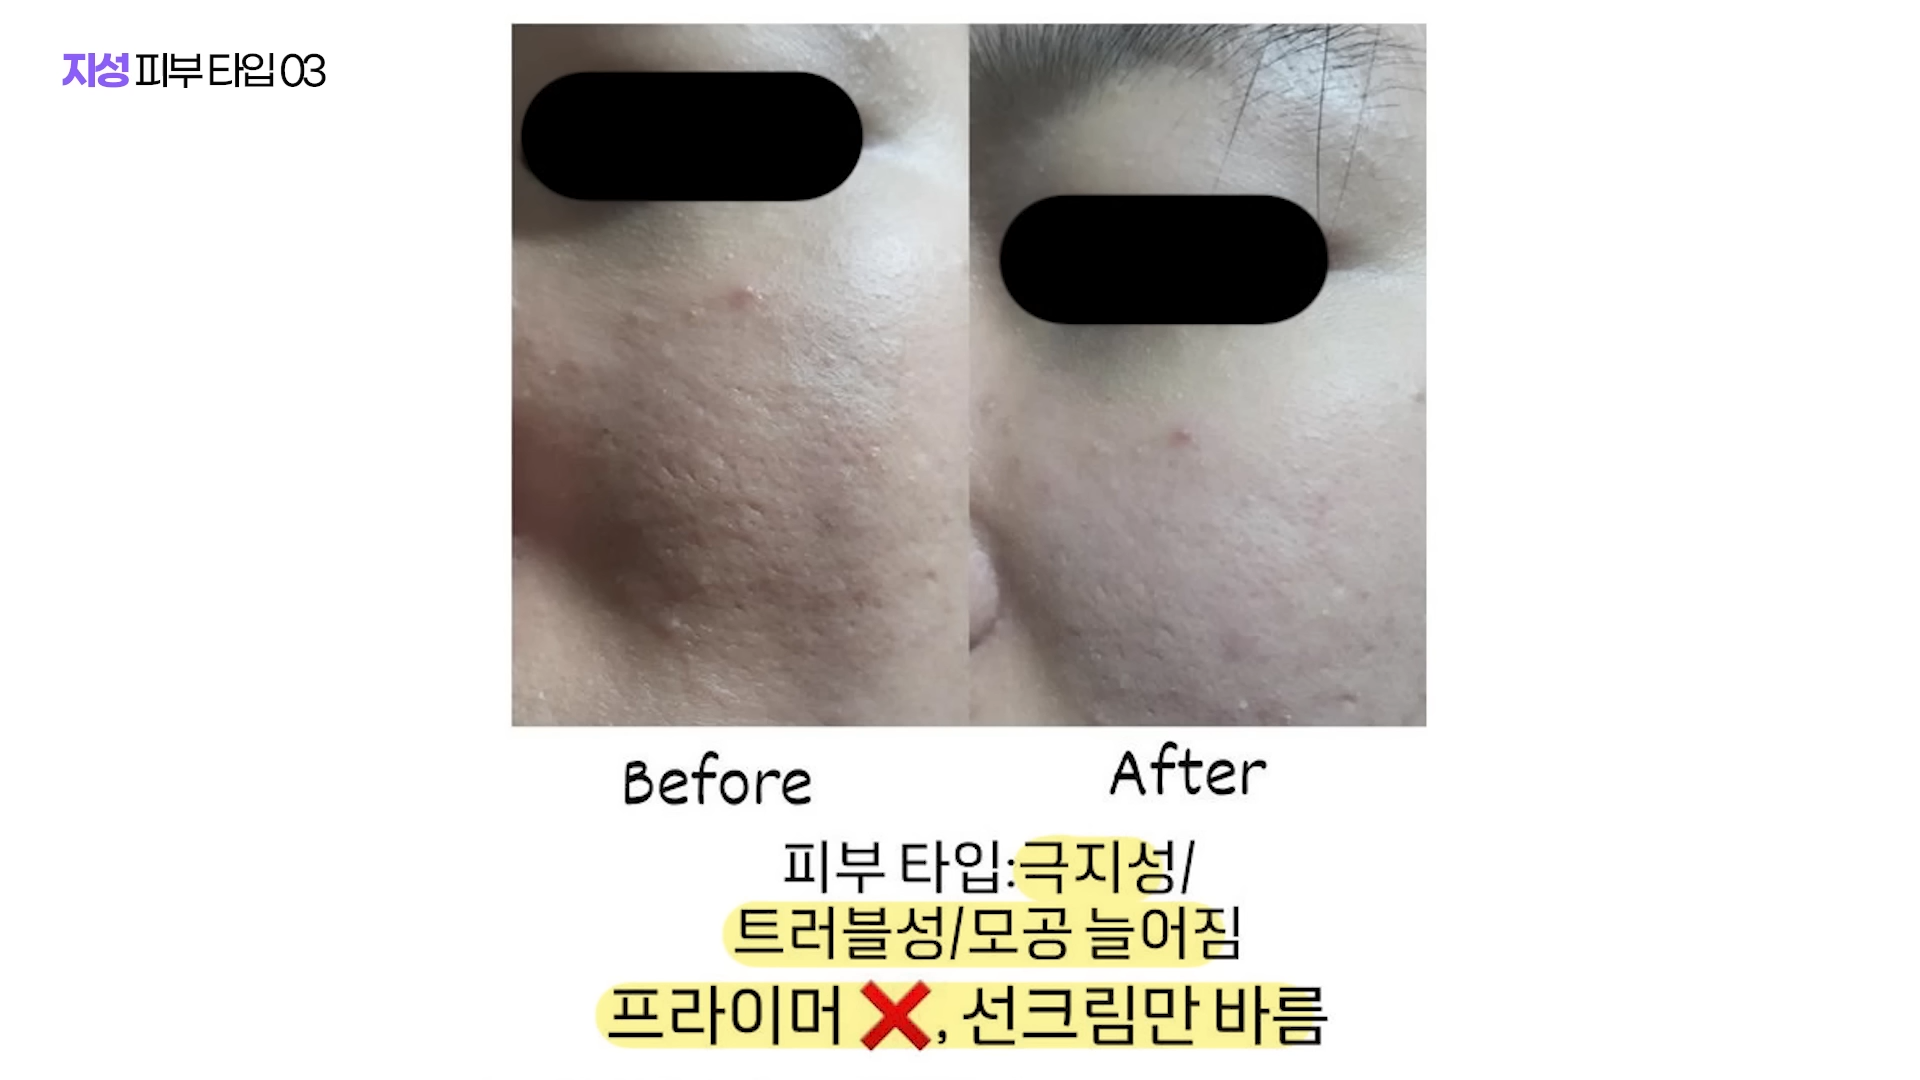 지성 피부 타입 03
Before
After
피부 타입:극지성/
트러블성/모공 늘어짐
프라이머 ❌, 선크림만 바름